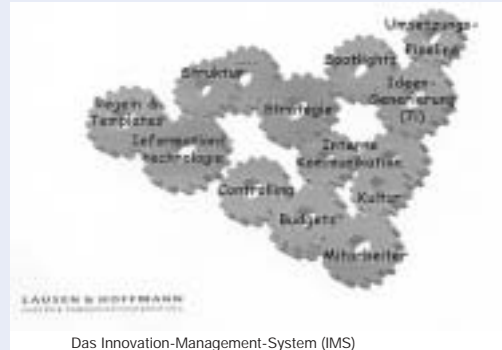 Umsetzungs-
Pipeline
Spotlights
Struktur
Ideen-
Generierung
(TI)
Regeln &
Templates
Strategie
Informations
technologie
Interne
Kommunikation
Controlling
Kultur
Budgets
Mitarbeiter
LAUSEN & HOFFMANN
Das Innovation-Management-System (IMS)